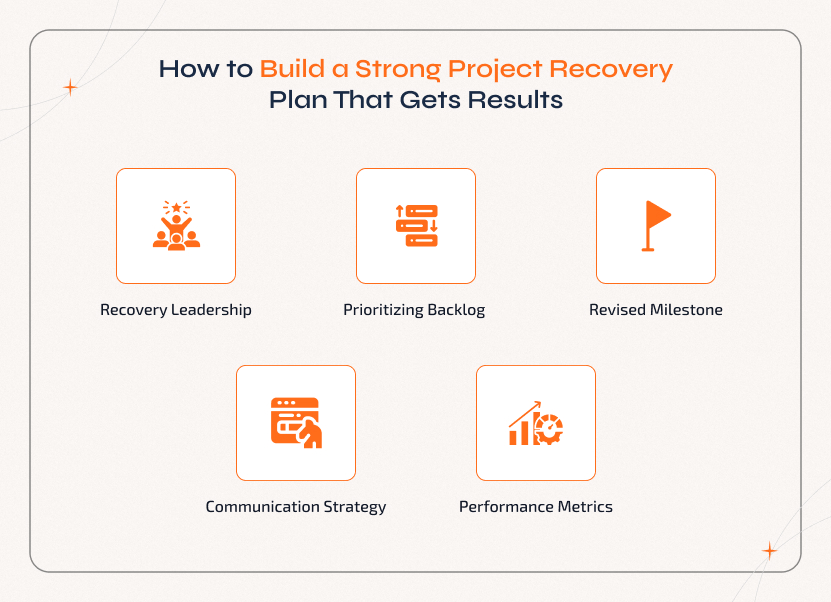 How to Build a Strong Project Recovery
Plan That Gets Results
Recovery Leadership
Prioritizing Backlog
Revised Milestone
Communication Strategy
Performance Metrics